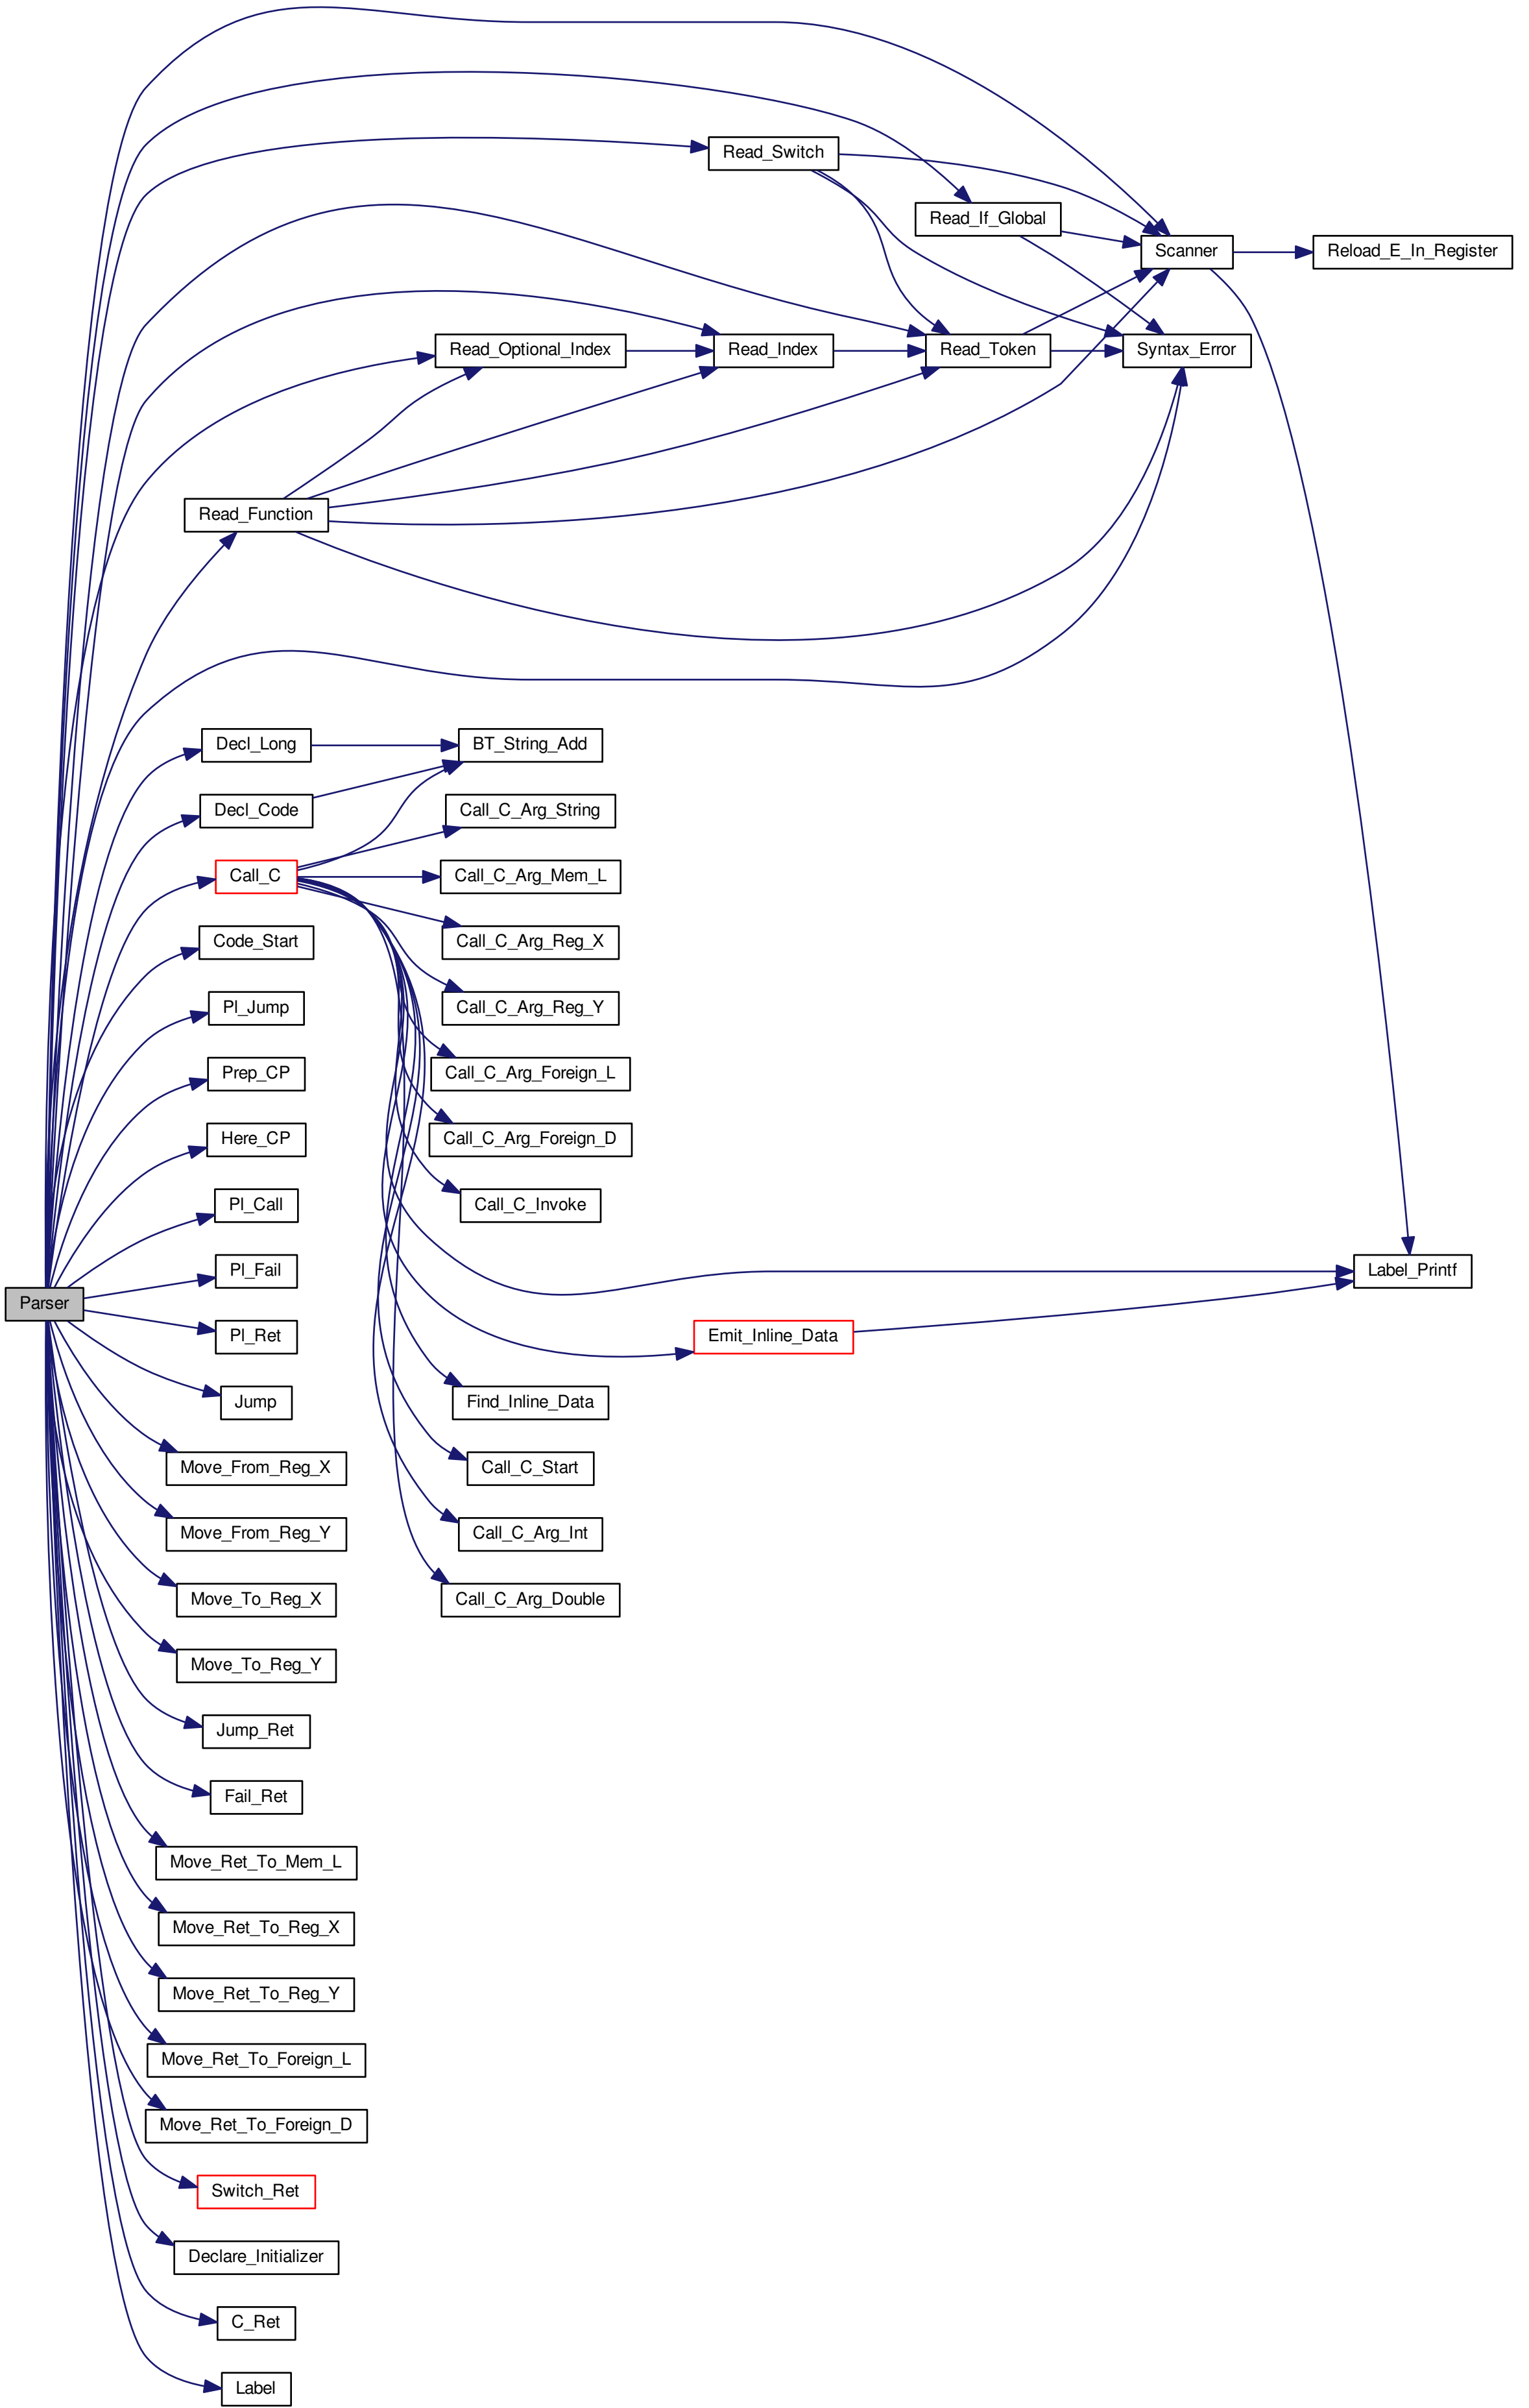 Read_Switch
Read_If_Global
Scanner
Reload_E_In_Register
Read_Optional_Index
Read_Index
Read_Token
Syntax_Error
Read_Function
Decl_Long
BT_String_Add
Decl_Code
Call_C_Arg_String
Call_C
Call_C_Arg_Mem_L
Code_Start
Call_C_Arg_Reg_X
Pl_Jump
Call_C_Arg_Reg_Y
Prep_CP
Call_C_Arg_Foreign_L
Here_CP
Call_C_Arg_Foreign_D
Pl_Call
Call_C_Invoke
Pl_Fail
Label_Printf
Parser
Pl_Ret
Emit_Inline_Data
Jump
Find_Inline_Data
Move_From_Reg_X
Call_C_Start
Move_From_Reg_Y
Call_C_Arg_Int
Move_To_Reg_X
Call_C_Arg_Double
Move_To_Reg_Y
Jump_Ret
Fail_Ret
Move_Ret_To_Mem_L
Move_Ret_To_Reg_X
Move_Ret_To_Reg_Y
Move_Ret_To_Foreign_L
Move_Ret_To_Foreign_D
Switch_Ret
Declare_Initializer
C_Ret
Label